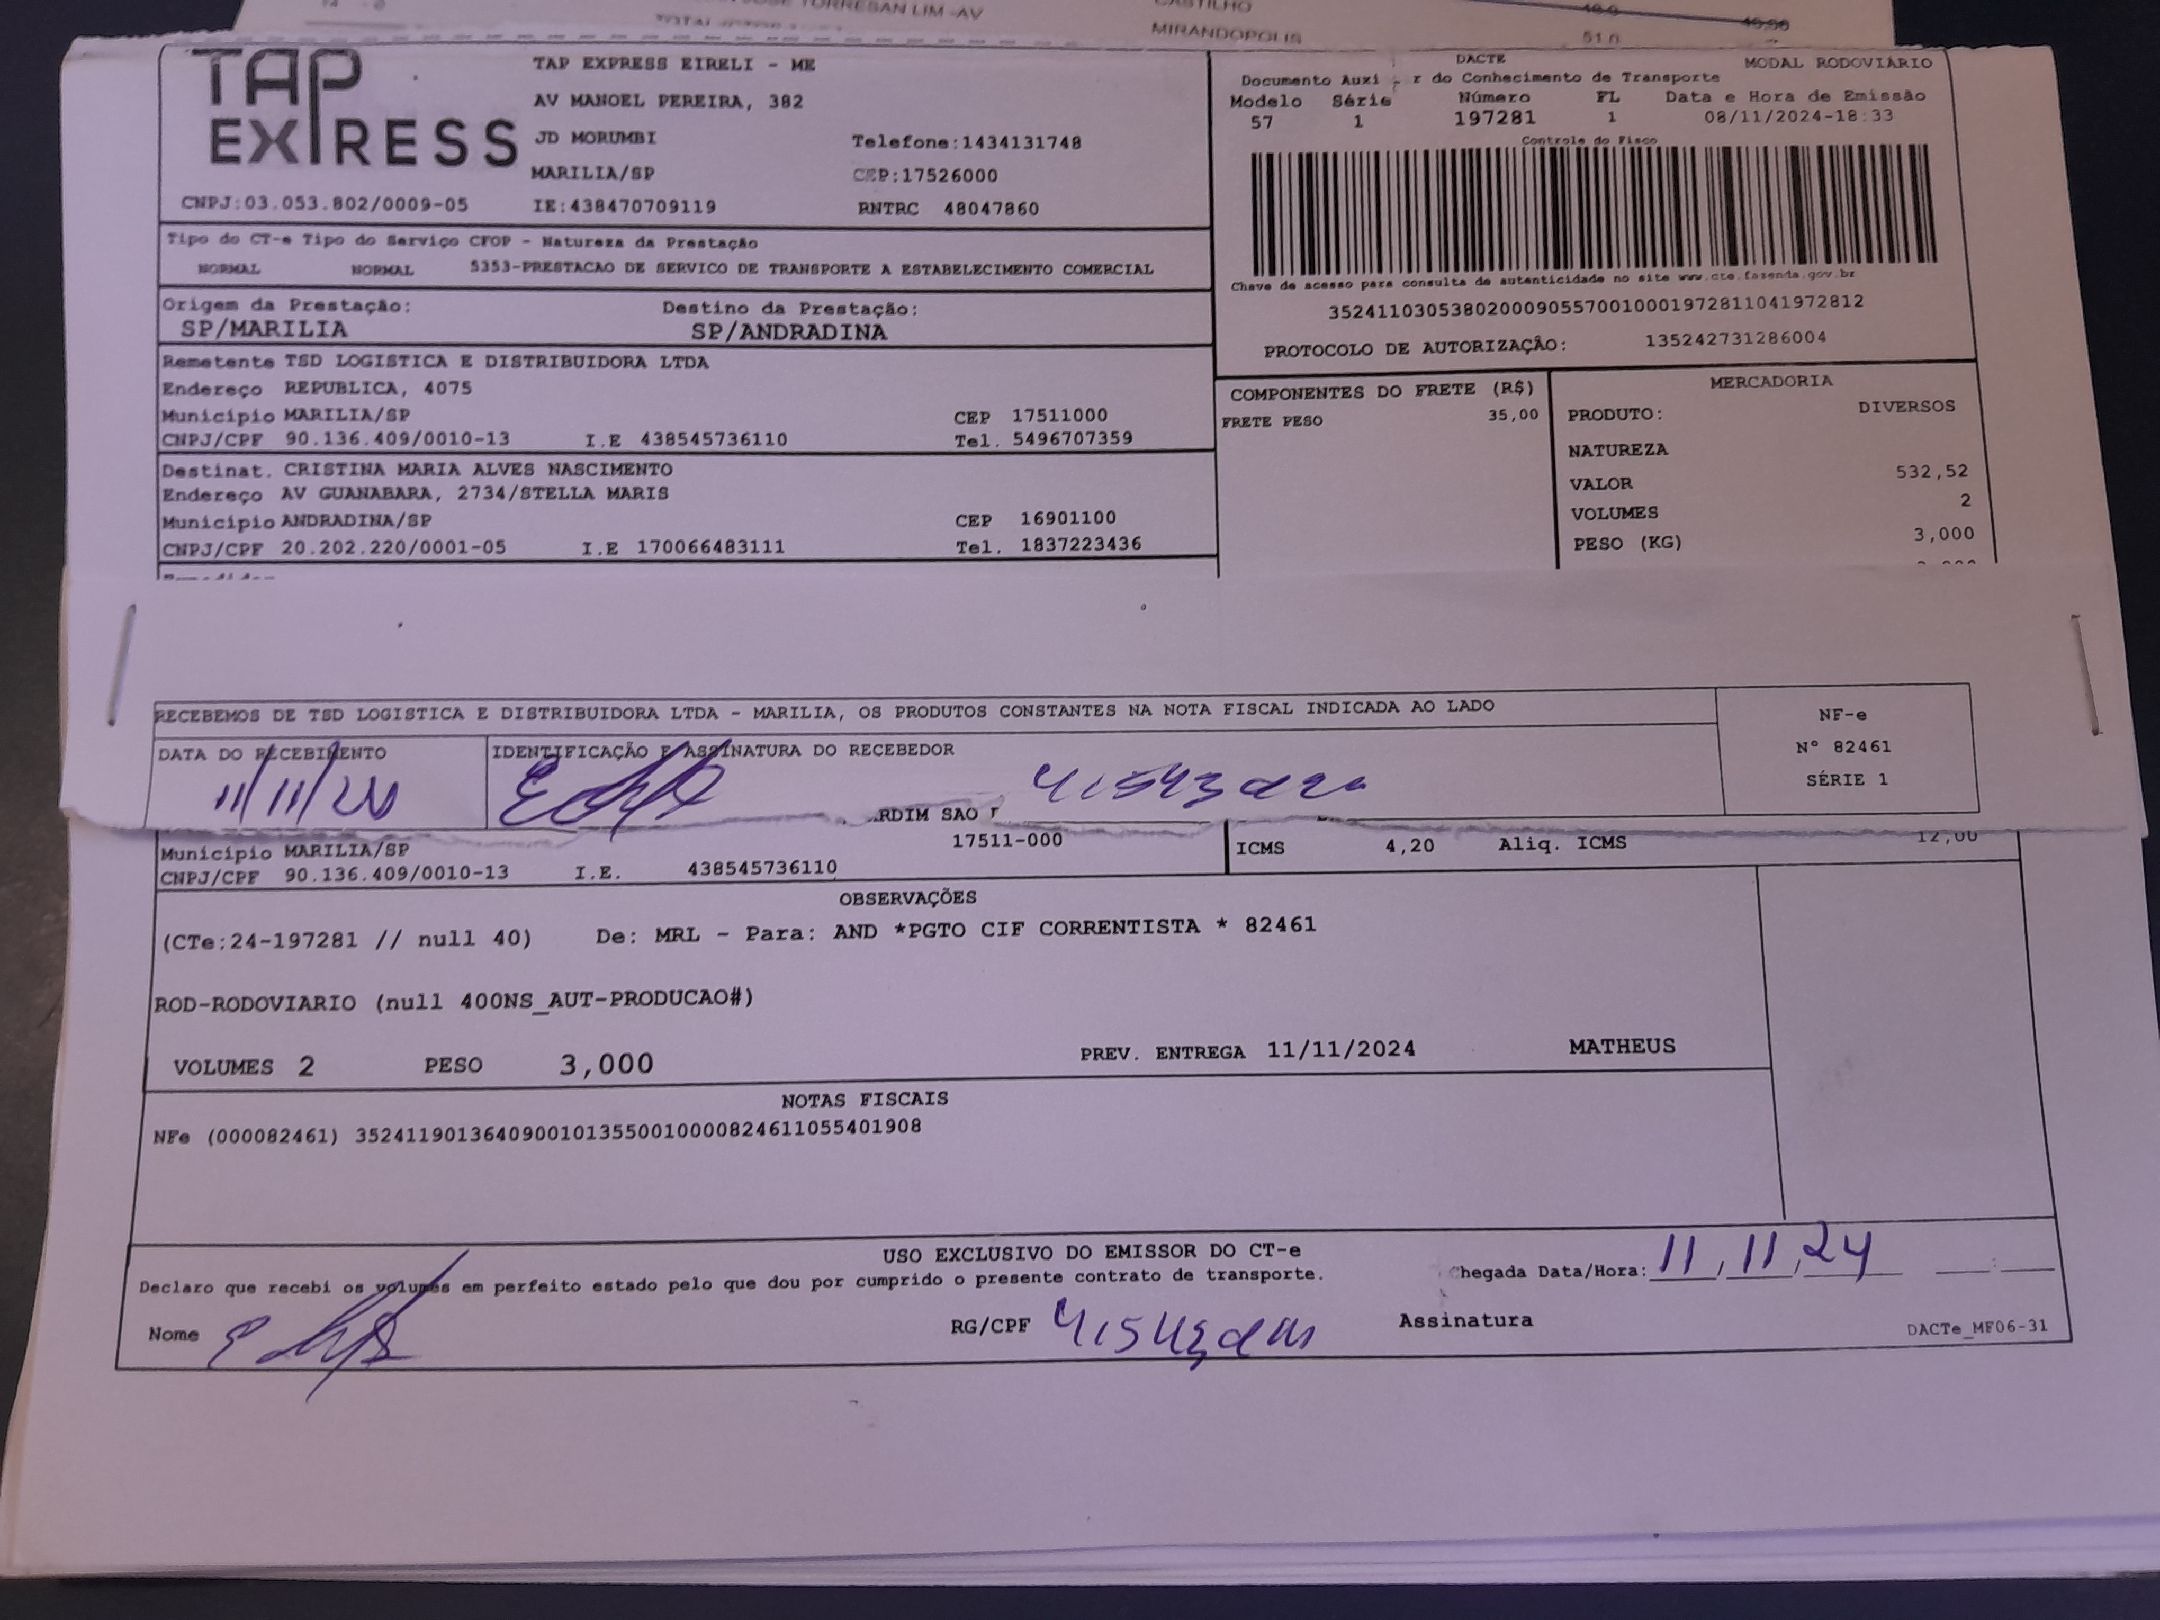 TORRESAN LIM -AV
CASTILHO
MIRANDOPOLIS
TAP EXPRESS
TAP EXPRESS EIRELI - ME
AV MANOEL PEREIRA, 382
JD MORUMBI Telefone:1434131748
MARILIA/SP CEP:17526000
CNPJ:03.053.802/0009-05 IE:438470709119 RNTRC 48047860
DACTE MODAL RODOVIÁRIO
Documento Auxi r do Conhecimento de Transporte
Modelo Série Número FL Data e Hora de Emissão
57 1 197281 1 08/11/2024-18:33
Controle do Fisco
Chave de acesso para consulta de autenticidade no site www.cte.fazenda.gov.br
35241103053802000905570010001972811041972812
PROTOCOLO DE AUTORIZAÇÃO: 135242731286004
Tipo do CT-e Tipo do Serviço CFOP - Natureza da Prestação
NORMAL NORMAL 5353-PRESTACAO DE SERVICO DE TRANSPORTE A ESTABELECIMENTO COMERCIAL
Origem da Prestação: Destino da Prestação:
SP/MARILIA SP/ANDRADINA
Remetente TSD LOGISTICA E DISTRIBUIDORA LTDA
Endereço REPUBLICA, 4075
Município MARILIA/SP CEP 17511000
CNPJ/CPF 90.136.409/0010-13 I.E 438545736110 Tel. 5496707359
Destinat. CRISTINA MARIA ALVES NASCIMENTO
Endereço AV GUANABARA, 2734/STELLA MARIS
Município ANDRADINA/SP CEP 16901100
CNPJ/CPF 20.202.220/0001-05 I.E 170066483111 Tel. 1837223436
COMPONENTES DO FRETE (R$)
FRETE PESO 35,00
MERCADORIA
PRODUTO: DIVERSOS
NATUREZA
VALOR 532,52
VOLUMES 2
PESO (KG) 3,000
RECEBEMOS DE TSD LOGISTICA E DISTRIBUIDORA LTDA - MARILIA, OS PRODUTOS CONSTANTES NA NOTA FISCAL INDICADA AO LADO
DATA DO RECEBIMENTO IDENTIFICAÇÃO E ASSINATURA DO RECEBEDOR
11/11/24
NF-e
Nº 82461
SÉRIE 1
RDIM SAO
17511-000
Município MARILIA/SP
CNPJ/CPF 90.136.409/0010-13 I.E. 438545736110
ICMS 4,20 Aliq. ICMS 12,00
OBSERVAÇÕES
(CTe:24-197281 // null 40) De: MRL - Para: AND *PGTO CIF CORRENTISTA * 82461
ROD-RODOVIARIO (null 400NS_AUT-PRODUCAO#)
VOLUMES 2 PESO 3,000 PREV. ENTREGA 11/11/2024 MATHEUS
NOTAS FISCAIS
NFe (000082461) 35241190136409001013550010000824611055401908
USO EXCLUSIVO DO EMISSOR DO CT-e
Declaro que recebi os volumes em perfeito estado pelo que dou por cumprido o presente contrato de transporte.
Chegada Data/Hora: 11, 11, 24
Nome RG/CPF Assinatura
DACTe_MF06-31